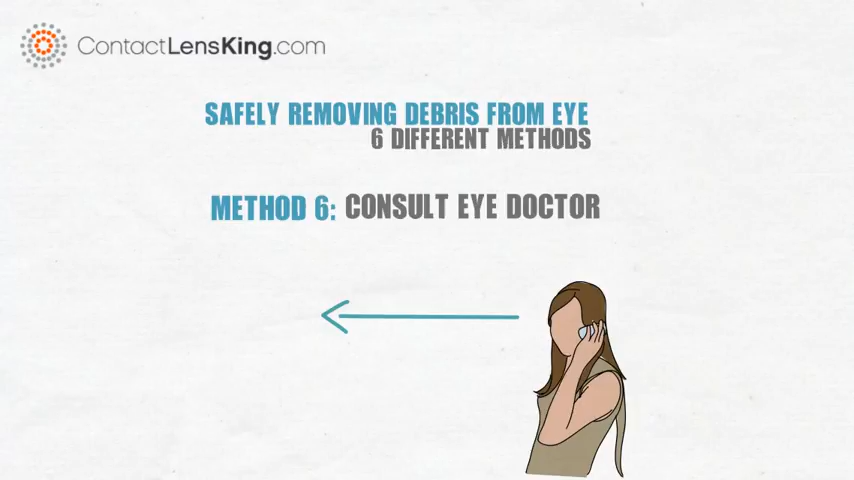 ContactLensKing.com
SAFELY REMOVING DEBRIS FROM EYE
6 DIFFERENT METHODS
METHOD 6: CONSULT EYE DOCTOR